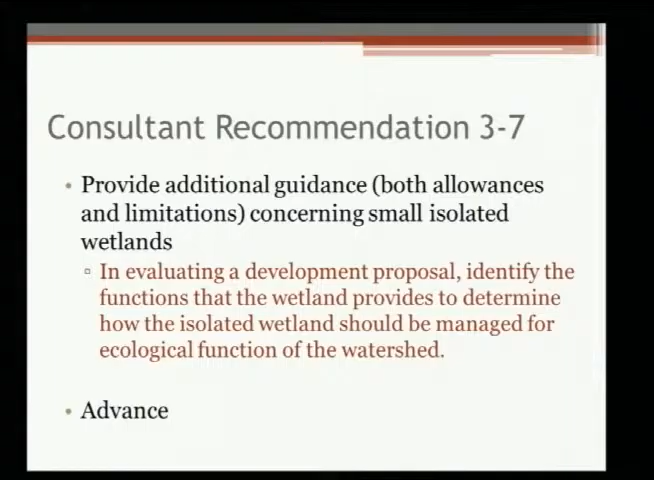 Consultant Recommendation 3-7
• Provide additional guidance (both allowances
and limitations) concerning small isolated
wetlands
▫ In evaluating a development proposal, identify the
functions that the wetland provides to determine
how the isolated wetland should be managed for
ecological function of the watershed.
• Advance